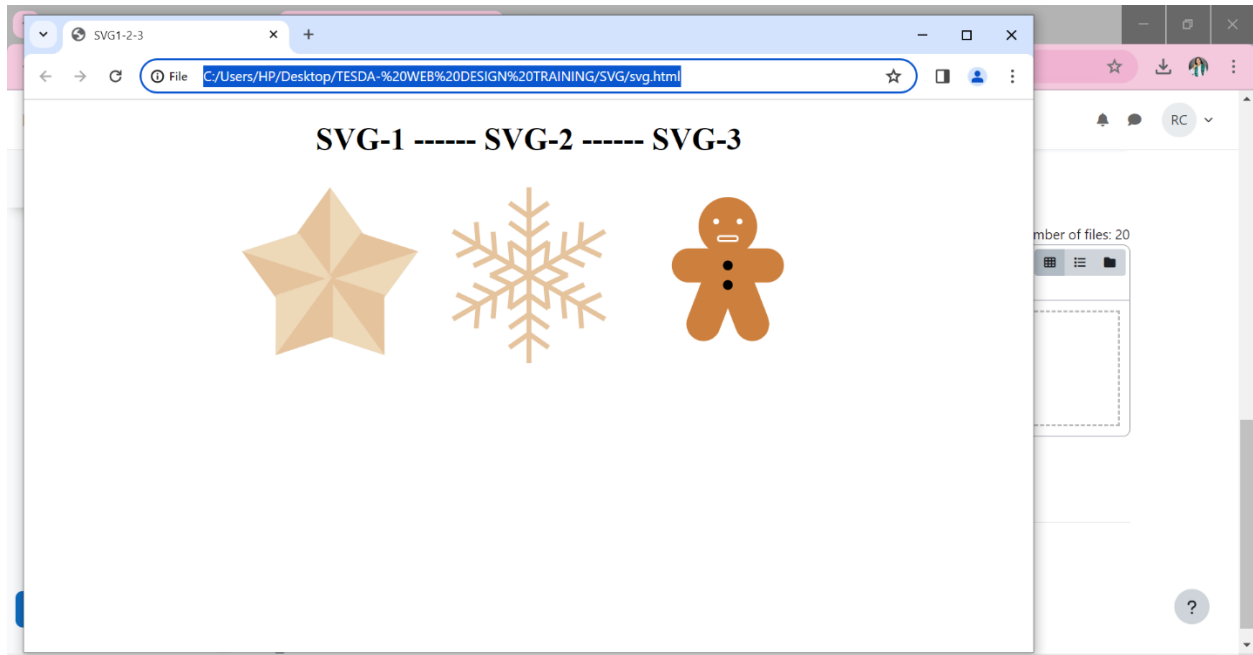 SVG1-2-3
File
C:/Users/HP/Desktop/TESDA-%20WEB%20DESIGN%20TRAINING/SVG/svg.html
RC
SVG-1 ------ SVG-2 ------ SVG-3
mber of files: 20
?